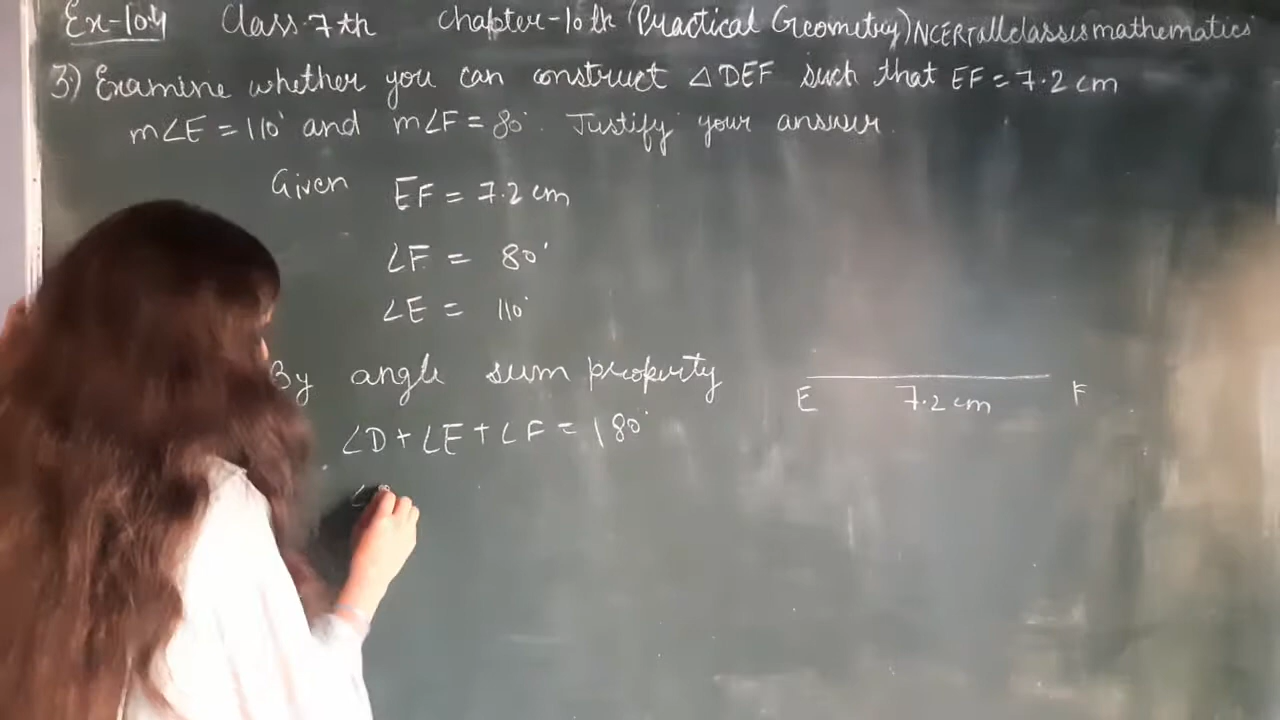 Ex-10.4 Class 7th Chapter-10th (Practical Geometry) NCERTallclassesmathematics
3) Examine whether you can construct △DEF such that EF = 7.2 cm
m∠E = 110° and m∠F = 80°. Justify your answer.
Given EF = 7.2 cm
∠F = 80°
∠E = 110°
By angle sum property
E 7.2 cm F
∠D + ∠E + ∠F = 180°
∠